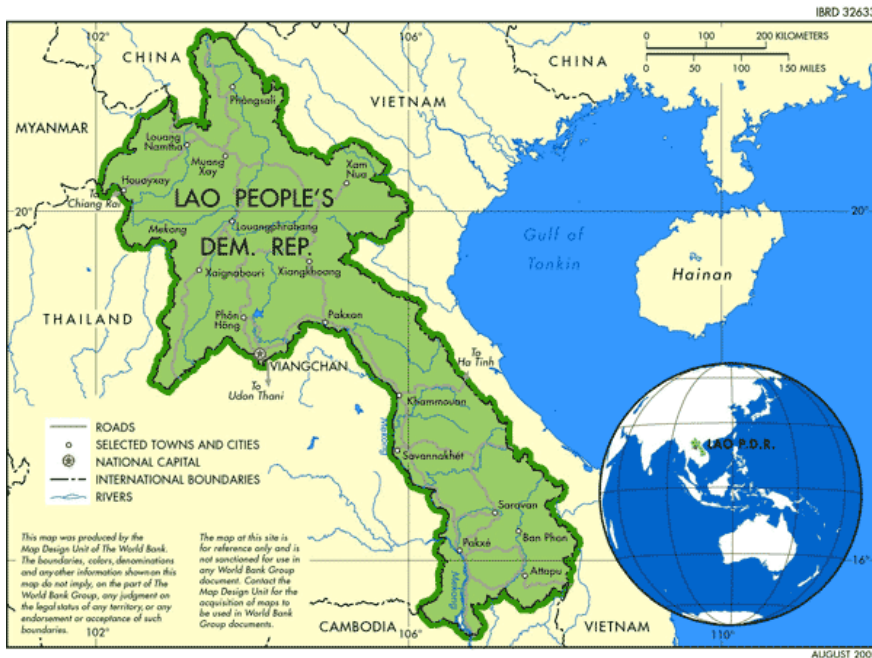 IBRD 32633
102°
106°
0 100 200 KILOMETERS
0 50 100 150 MILES
CHINA
CHINA
VIETNAM
MYANMAR
Phôngsali
Louang
Namtha
Muang
Xay
Xam
Nua
Houayxay
To
Chiang Rai
LAO PEOPLE'S
20°
20°
Mekong
Louangphrabang
DEM. REP.
Gulf of
Tonkin
Hainan
Xaignabouri
Xiangkhoang
THAILAND
Phôn
Hông
Pakxan
VIANGCHAN
To
Udon Thani
To
Ha Tinh
Khammouan
Mekong
Savannakhét
ROADS
SELECTED TOWNS AND CITIES
NATIONAL CAPITAL
INTERNATIONAL BOUNDARIES
RIVERS
LAO P.D.R.
Saravan
Ban Phon
Pakxé
Attapu
Mekong
16°
This map was produced by the
Map Design Unit of The World Bank.
The boundaries, colors, denominations
and any other information shown on this
map do not imply, on the part of The
World Bank Group, any judgment on
the legal status of any territory, or any
endorsement or acceptance of such
boundaries.
The map at this site is
for reference only and is
not sanctioned for use in
any World Bank Group
document. Contact the
Map Design Unit for the
acquisition of maps to
be used in World Bank
Group documents.
CAMBODIA
VIETNAM
102°
106°
110°
AUGUST 200